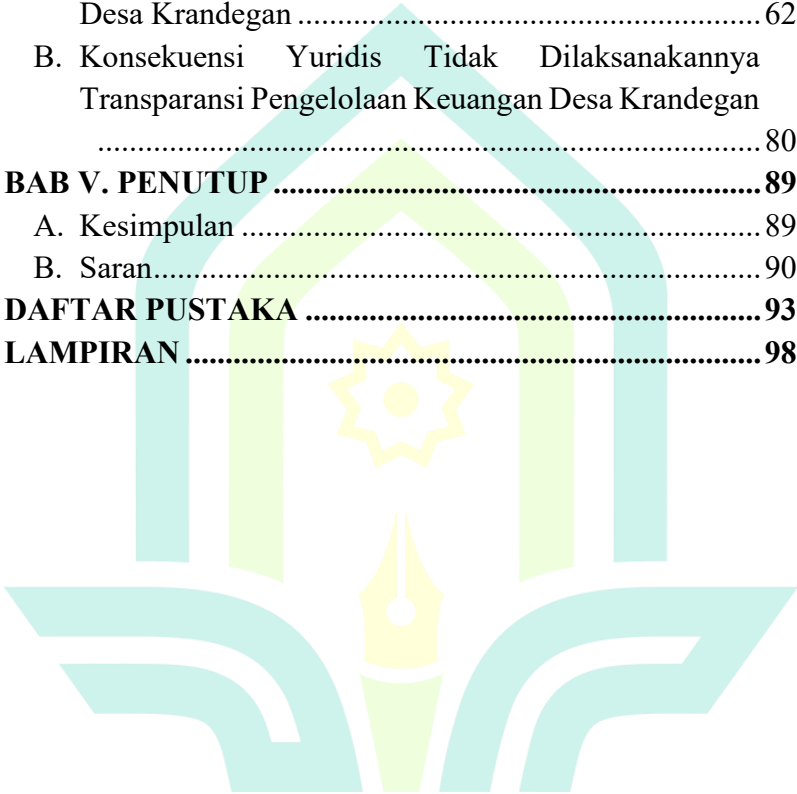 Desa Krandegan ................................................................ 62
B. Konsekuensi Yuridis Tidak Dilaksanakannya
Transparansi Pengelolaan Keuangan Desa Krandegan
............................................................................................. 80
BAB V. PENUTUP .................................................................... 89
A. Kesimpulan ......................................................................... 89
B. Saran..................................................................................... 90
DAFTAR PUSTAKA ................................................................ 93
LAMPIRAN ................................................................................ 98